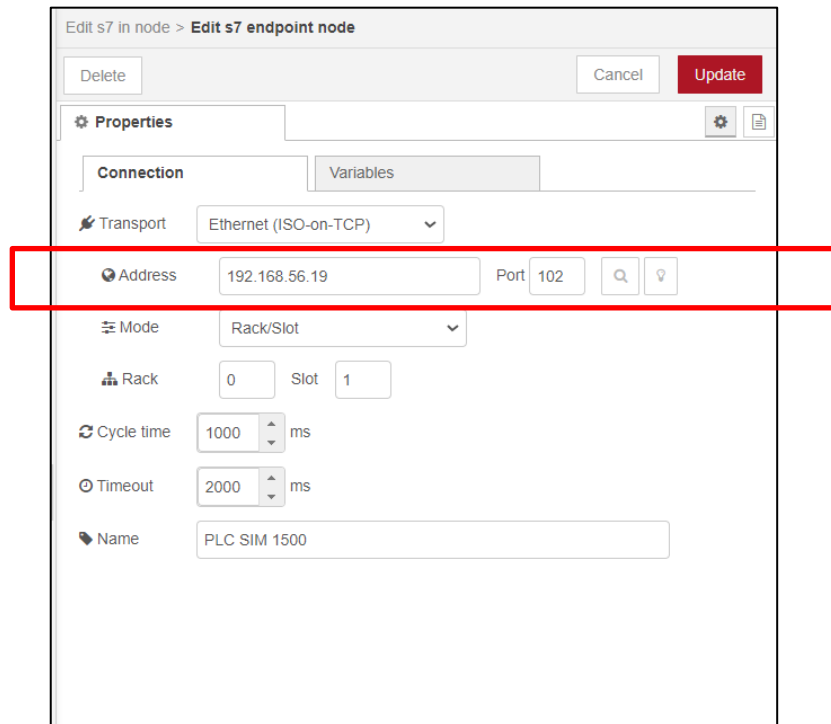 Edit s7 in node > Edit s7 endpoint node
Delete Cancel Update
Properties
Connection Variables
Transport Ethernet (ISO-on-TCP)
Address 192.168.56.19 Port 102
Mode Rack/Slot
Rack 0 Slot 1
Cycle time 1000 ms
Timeout 2000 ms
Name PLC SIM 1500